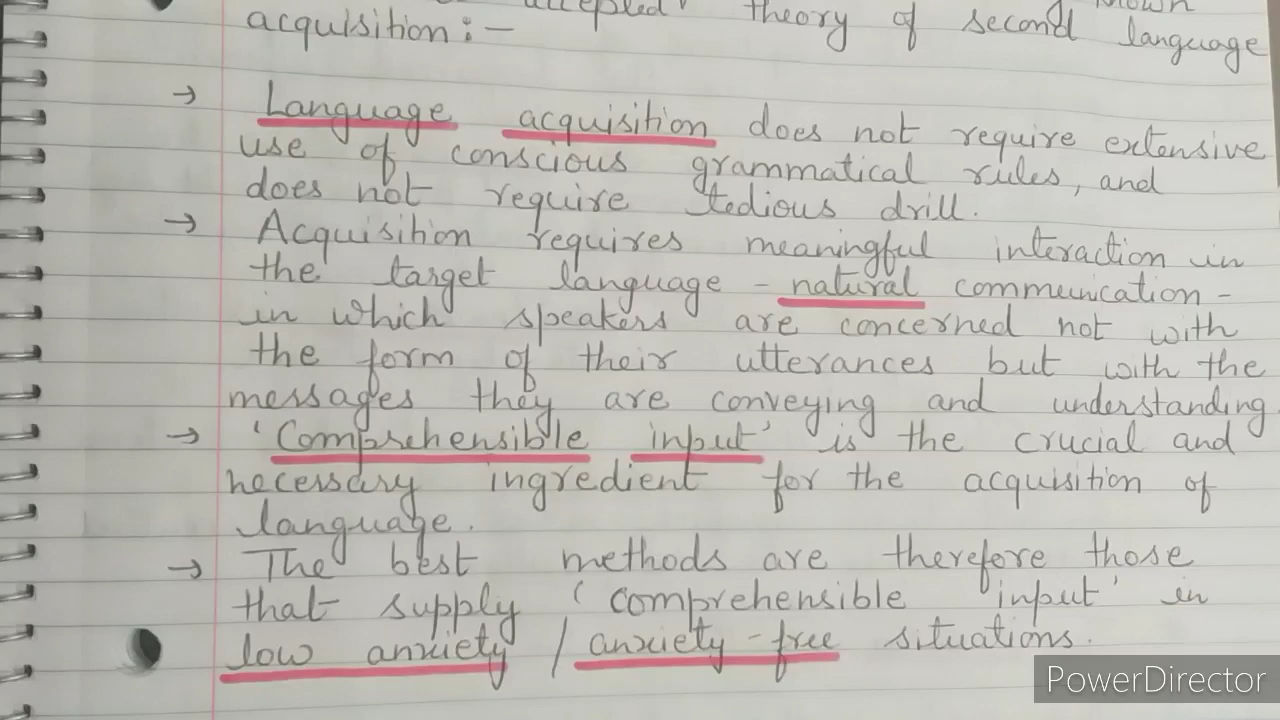 accepted theory of second language
acquisition :-
→ Language acquisition does not require extensive
use of conscious grammatical rules, and
does not require tedious drill.
→ Acquisition requires meaningful interaction in
the target language - natural communication -
in which speakers are concerned not with
the form of their utterances but with the
messages they are conveying and understanding
→ 'Comprehensible input' is the crucial and
necessary ingredient for the acquisition of
language.
→ The best methods are therefore those
that supply 'comprehensible input' in
low anxiety / anxiety-free situations.
PowerDirector